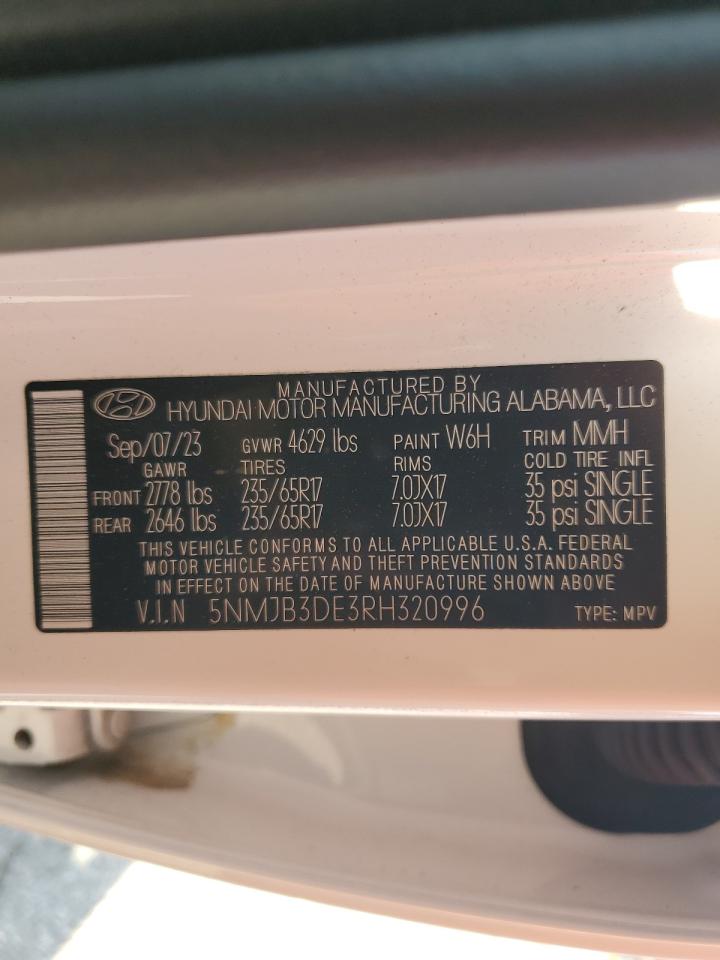 MANUFACTURED BY
HYUNDAI MOTOR MANUFACTURING ALABAMA, LLC
Sep/07/23 GVWR 4629 lbs PAINT W6H TRIM MMH
GAWR TIRES RIMS COLD TIRE INFL
FRONT 2778 lbs 235/65R17 7.0JX17 35 psi SINGLE
REAR 2646 lbs 235/65R17 7.0JX17 35 psi SINGLE
THIS VEHICLE CONFORMS TO ALL APPLICABLE U.S.A. FEDERAL
MOTOR VEHICLE SAFETY AND THEFT PREVENTION STANDARDS
IN EFFECT ON THE DATE OF MANUFACTURE SHOWN ABOVE
V.I.N 5NMJB3DE3RH320996 TYPE: MPV